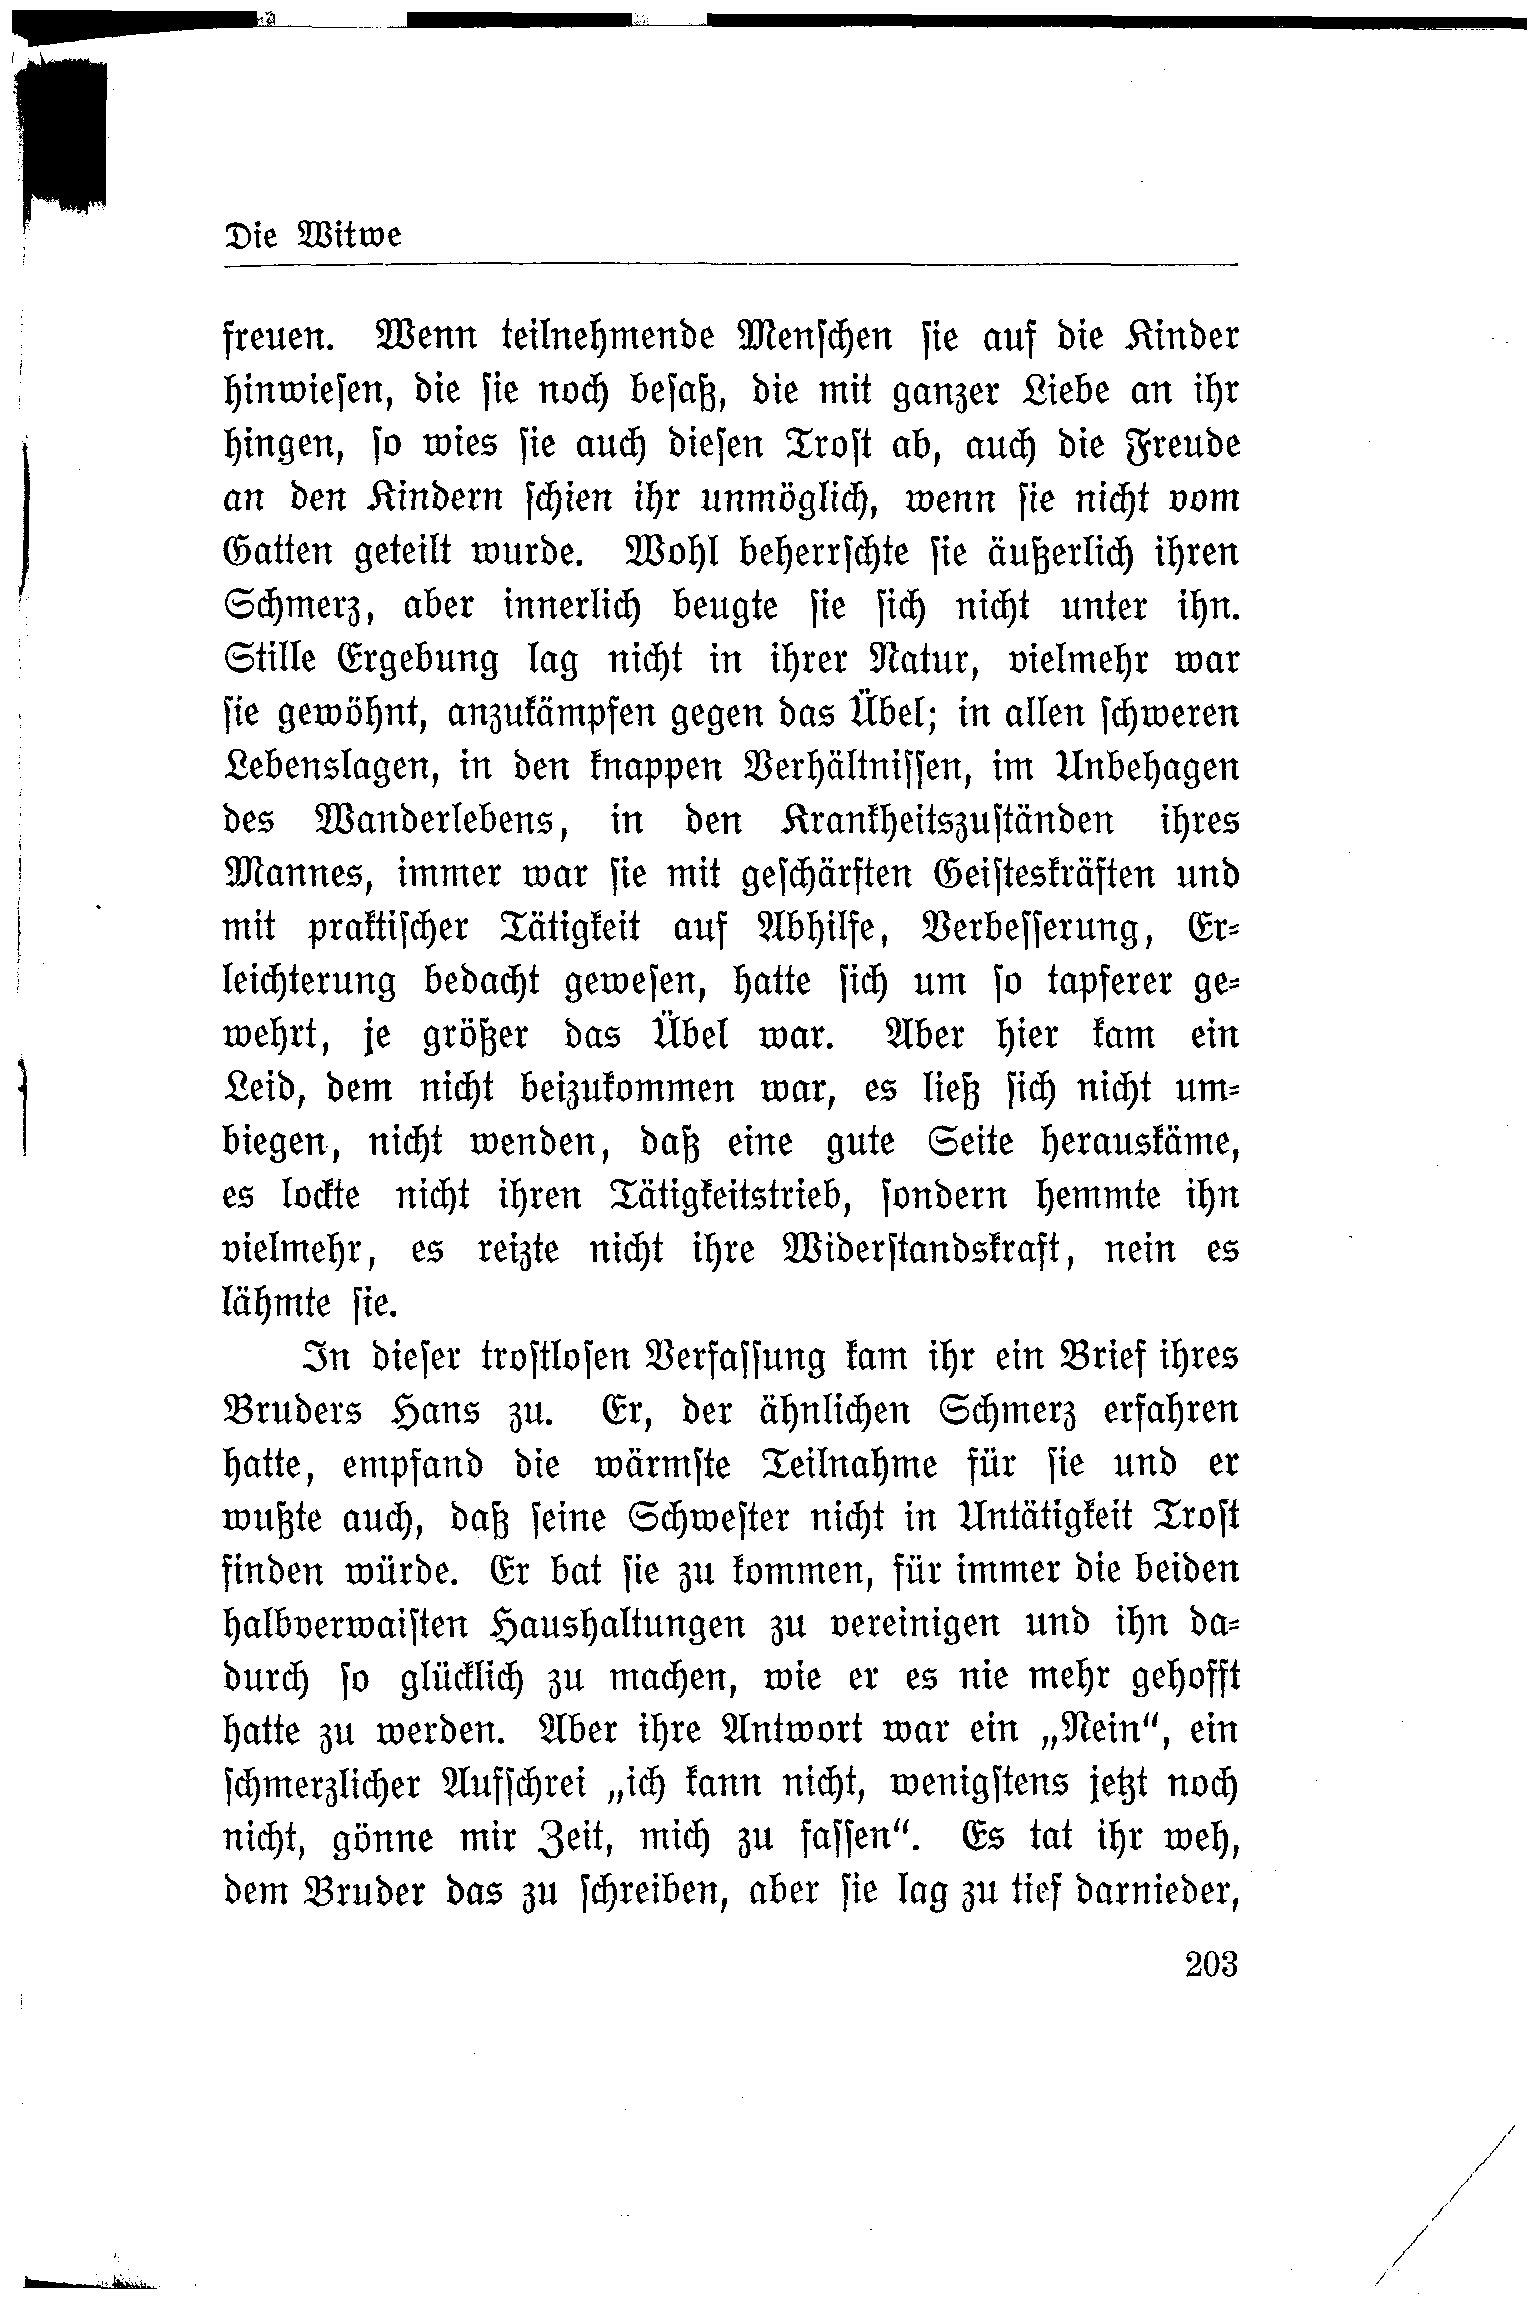 Die Witwe
freuen. Wenn teilnehmende Menschen sie auf die Kinder
hinwiesen, die sie noch besaß, die mit ganzer Liebe an ihr
hingen, so wies sie auch diesen Trost ab, auch die Freude
an den Kindern schien ihr unmöglich, wenn sie nicht vom
Gatten geteilt wurde. Wohl beherrschte sie äußerlich ihren
Schmerz, aber innerlich beugte sie sich nicht unter ihn.
Stille Ergebung lag nicht in ihrer Natur, vielmehr war
sie gewöhnt, anzukämpfen gegen das Übel; in allen schweren
Lebenslagen, in den knappen Verhältnissen, im Unbehagen
des Wanderlebens, in den Krankheitszuständen ihres
Mannes, immer war sie mit geschärften Geisteskräften und
mit praktischer Tätigkeit auf Abhilfe, Verbesserung, Er-
leichterung bedacht gewesen, hatte sich um so tapferer ge-
wehrt, je größer das Übel war. Aber hier kam ein
Leid, dem nicht beizukommen war, es ließ sich nicht um-
biegen, nicht wenden, daß eine gute Seite herauskäme,
es lockte nicht ihren Tätigkeitstrieb, sondern hemmte ihn
vielmehr, es reizte nicht ihre Widerstandskraft, nein es
lähmte sie.
In dieser trostlosen Verfassung kam ihr ein Brief ihres
Bruders Hans zu. Er, der ähnlichen Schmerz erfahren
hatte, empfand die wärmste Teilnahme für sie und er
wußte auch, daß seine Schwester nicht in Untätigkeit Trost
finden würde. Er bat sie zu kommen, für immer die beiden
halbverwaisten Haushaltungen zu vereinigen und ihn da-
durch so glücklich zu machen, wie er es nie mehr gehofft
hatte zu werden. Aber ihre Antwort war ein „Nein“, ein
schmerzlicher Aufschrei „ich kann nicht, wenigstens jetzt noch
nicht, gönne mir Zeit, mich zu fassen“. Es tat ihr weh,
dem Bruder das zu schreiben, aber sie lag zu tief darnieder,
203